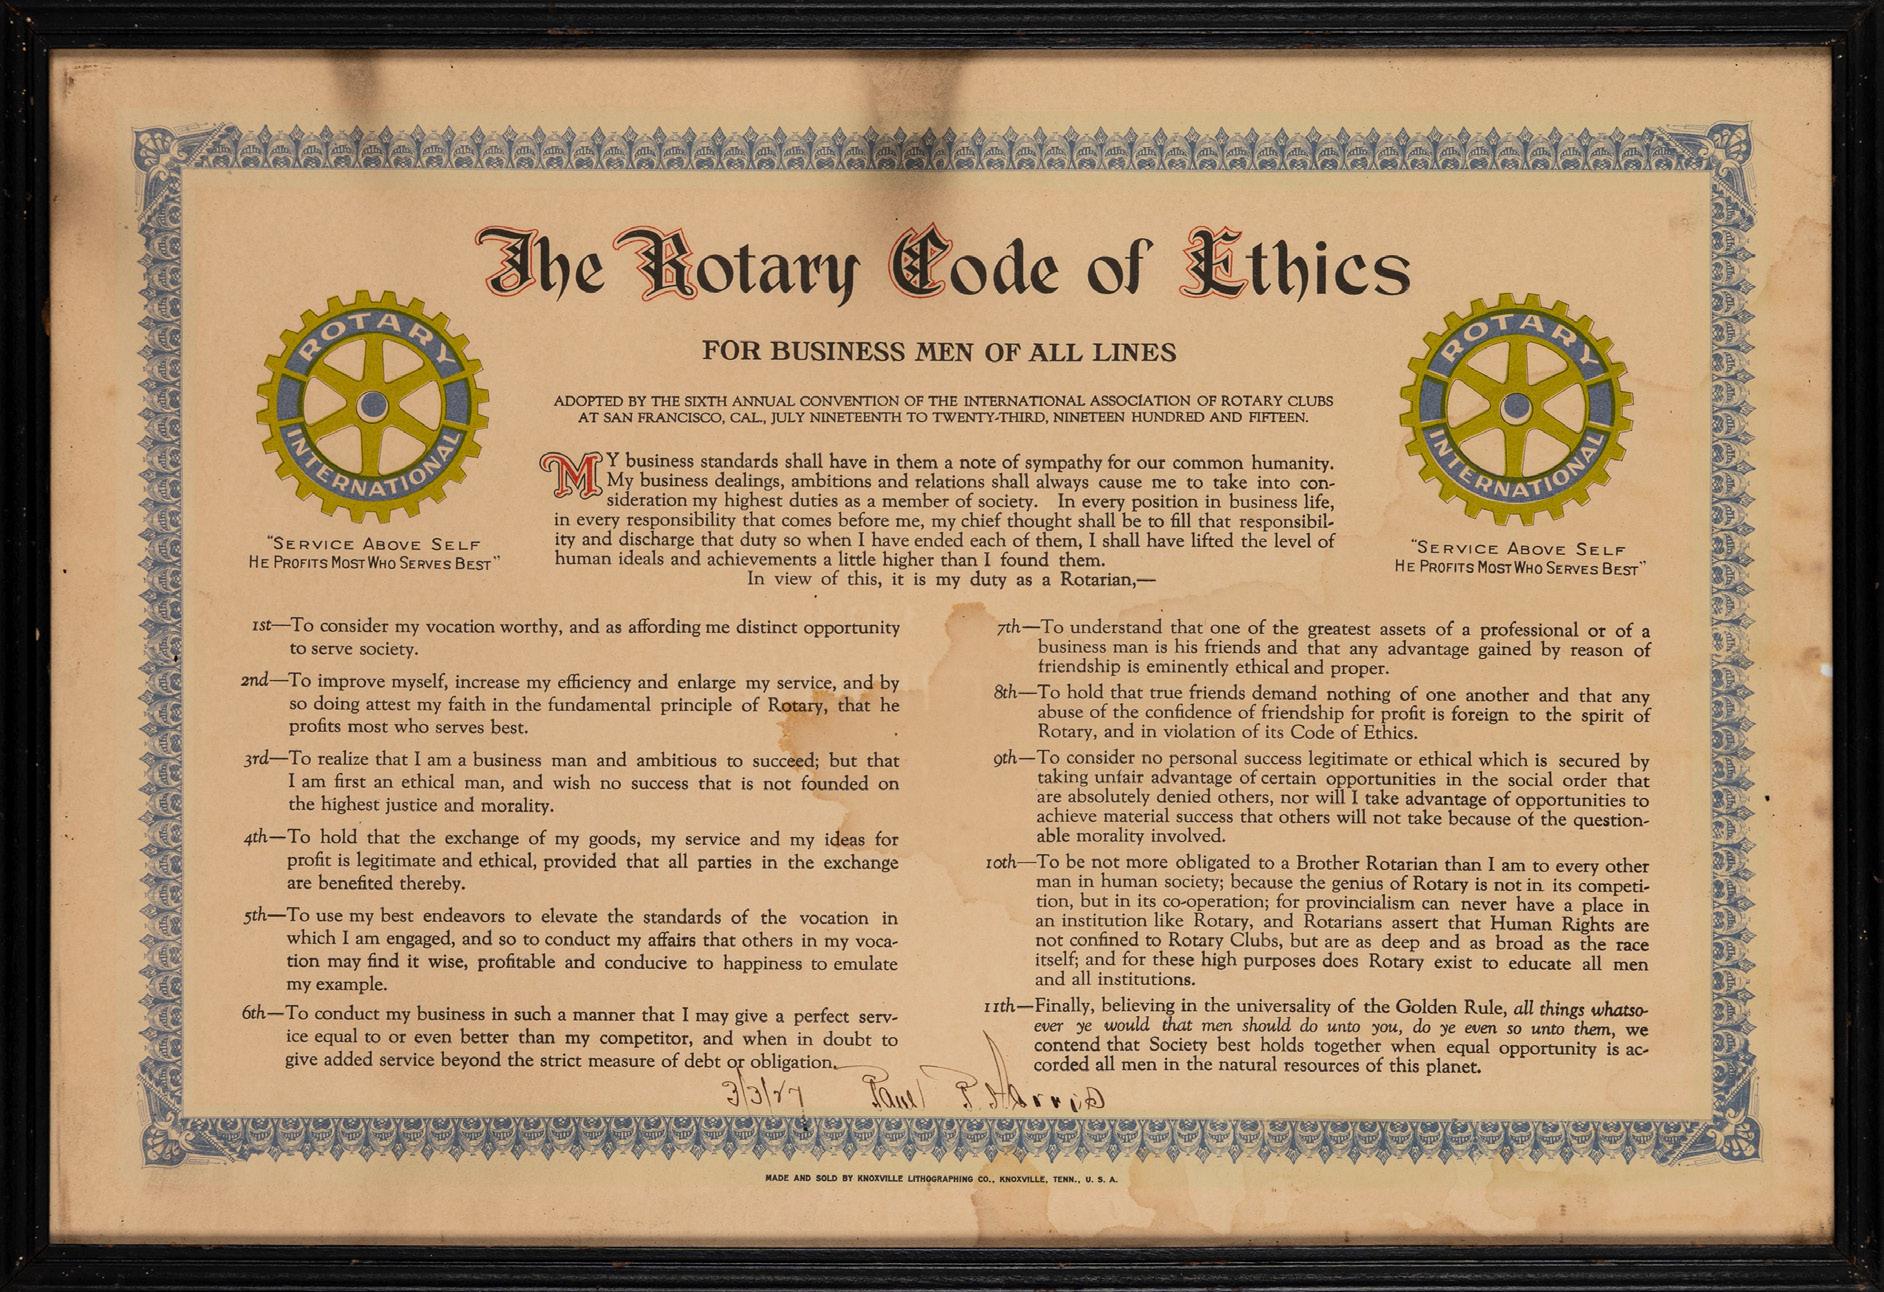 The Rotary Code of Ethics
FOR BUSINESS MEN OF ALL LINES
ADOPTED BY THE SIXTH ANNUAL CONVENTION OF THE INTERNATIONAL ASSOCIATION OF ROTARY CLUBS
AT SAN FRANCISCO, CAL., JULY NINETEENTH TO TWENTY-THIRD, NINETEEN HUNDRED AND FIFTEEN.
ROTARY
INTERNATIONAL
"SERVICE ABOVE SELF
HE PROFITS MOST WHO SERVES BEST"
ROTARY
INTERNATIONAL
"SERVICE ABOVE SELF
HE PROFITS MOST WHO SERVES BEST"
MY business standards shall have in them a note of sympathy for our common humanity.
My business dealings, ambitions and relations shall always cause me to take into con-
sideration my highest duties as a member of society. In every position in business life,
in every responsibility that comes before me, my chief thought shall be to fill that responsibil-
ity and discharge that duty so when I have ended each of them, I shall have lifted the level of
human ideals and achievements a little higher than I found them.
In view of this, it is my duty as a Rotarian,—
1st—To consider my vocation worthy, and as affording me distinct opportunity
to serve society.
2nd—To improve myself, increase my efficiency and enlarge my service, and by
so doing attest my faith in the fundamental principle of Rotary, that he
profits most who serves best.
3rd—To realize that I am a business man and ambitious to succeed; but that
I am first an ethical man, and wish no success that is not founded on
the highest justice and morality.
4th—To hold that the exchange of my goods, my service and my ideas for
profit is legitimate and ethical, provided that all parties in the exchange
are benefited thereby.
5th—To use my best endeavors to elevate the standards of the vocation in
which I am engaged, and so to conduct my affairs that others in my voca-
tion may find it wise, profitable and conducive to happiness to emulate
my example.
6th—To conduct my business in such a manner that I may give a perfect serv-
ice equal to or even better than my competitor, and when in doubt to
give added service beyond the strict measure of debt or obligation.
7th—To understand that one of the greatest assets of a professional or of a
business man is his friends and that any advantage gained by reason of
friendship is eminently ethical and proper.
8th—To hold that true friends demand nothing of one another and that any
abuse of the confidence of friendship for profit is foreign to the spirit of
Rotary, and in violation of its Code of Ethics.
9th—To consider no personal success legitimate or ethical which is secured by
taking unfair advantage of certain opportunities in the social order that
are absolutely denied others, nor will I take advantage of opportunities to
achieve material success that others will not take because of the question-
able morality involved.
10th—To be not more obligated to a Brother Rotarian than I am to every other
man in human society; because the genius of Rotary is not in its competi-
tion, but in its co-operation; for provincialism can never have a place in
an institution like Rotary, and Rotarians assert that Human Rights are
not confined to Rotary Clubs, but are as deep and as broad as the race
itself; and for these high purposes does Rotary exist to educate all men
and all institutions.
11th—Finally, believing in the universality of the Golden Rule, all things whatso-
ever ye would that men should do unto you, do ye even so unto them, we
contend that Society best holds together when equal opportunity is ac-
corded all men in the natural resources of this planet.
3/3/27 Paul P. Harris
MADE AND SOLD BY KNOXVILLE LITHOGRAPHING CO., KNOXVILLE, TENN., U. S. A.